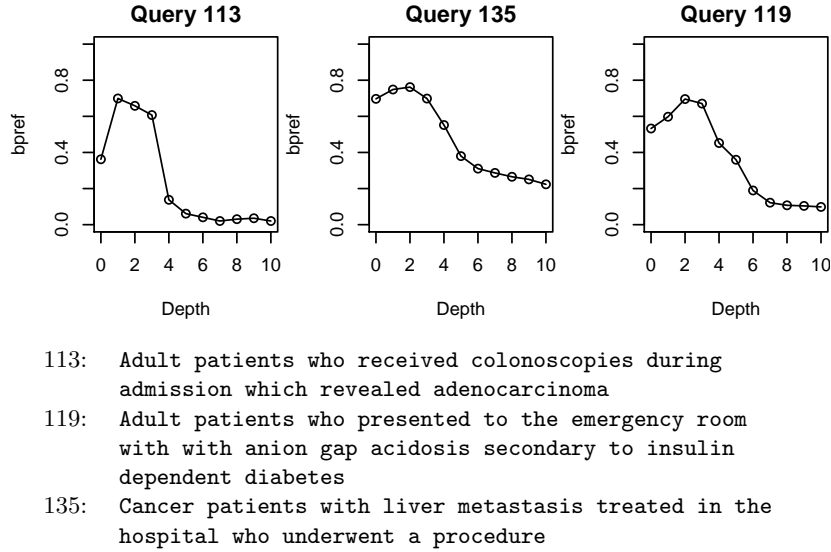 Query 113
Query 135
Query 119
bpref
0.0 0.4 0.8
0 2 4 6 8 10
Depth
bpref
0.0 0.4 0.8
0 2 4 6 8 10
Depth
bpref
0.0 0.4 0.8
0 2 4 6 8 10
Depth
113: Adult patients who received colonoscopies during
admission which revealed adenocarcinoma
119: Adult patients who presented to the emergency room
with with anion gap acidosis secondary to insulin
dependent diabetes
135: Cancer patients with liver metastasis treated in the
hospital who underwent a procedure